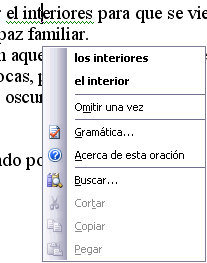 el interiores para que se vie
paz familiar.
aque
los interiores
el interior
ocas, p
oscur
Omitir una vez
Gramática...
Acerca de esta oración
ndo po
Buscar...
Cortar
Copiar
Pegar